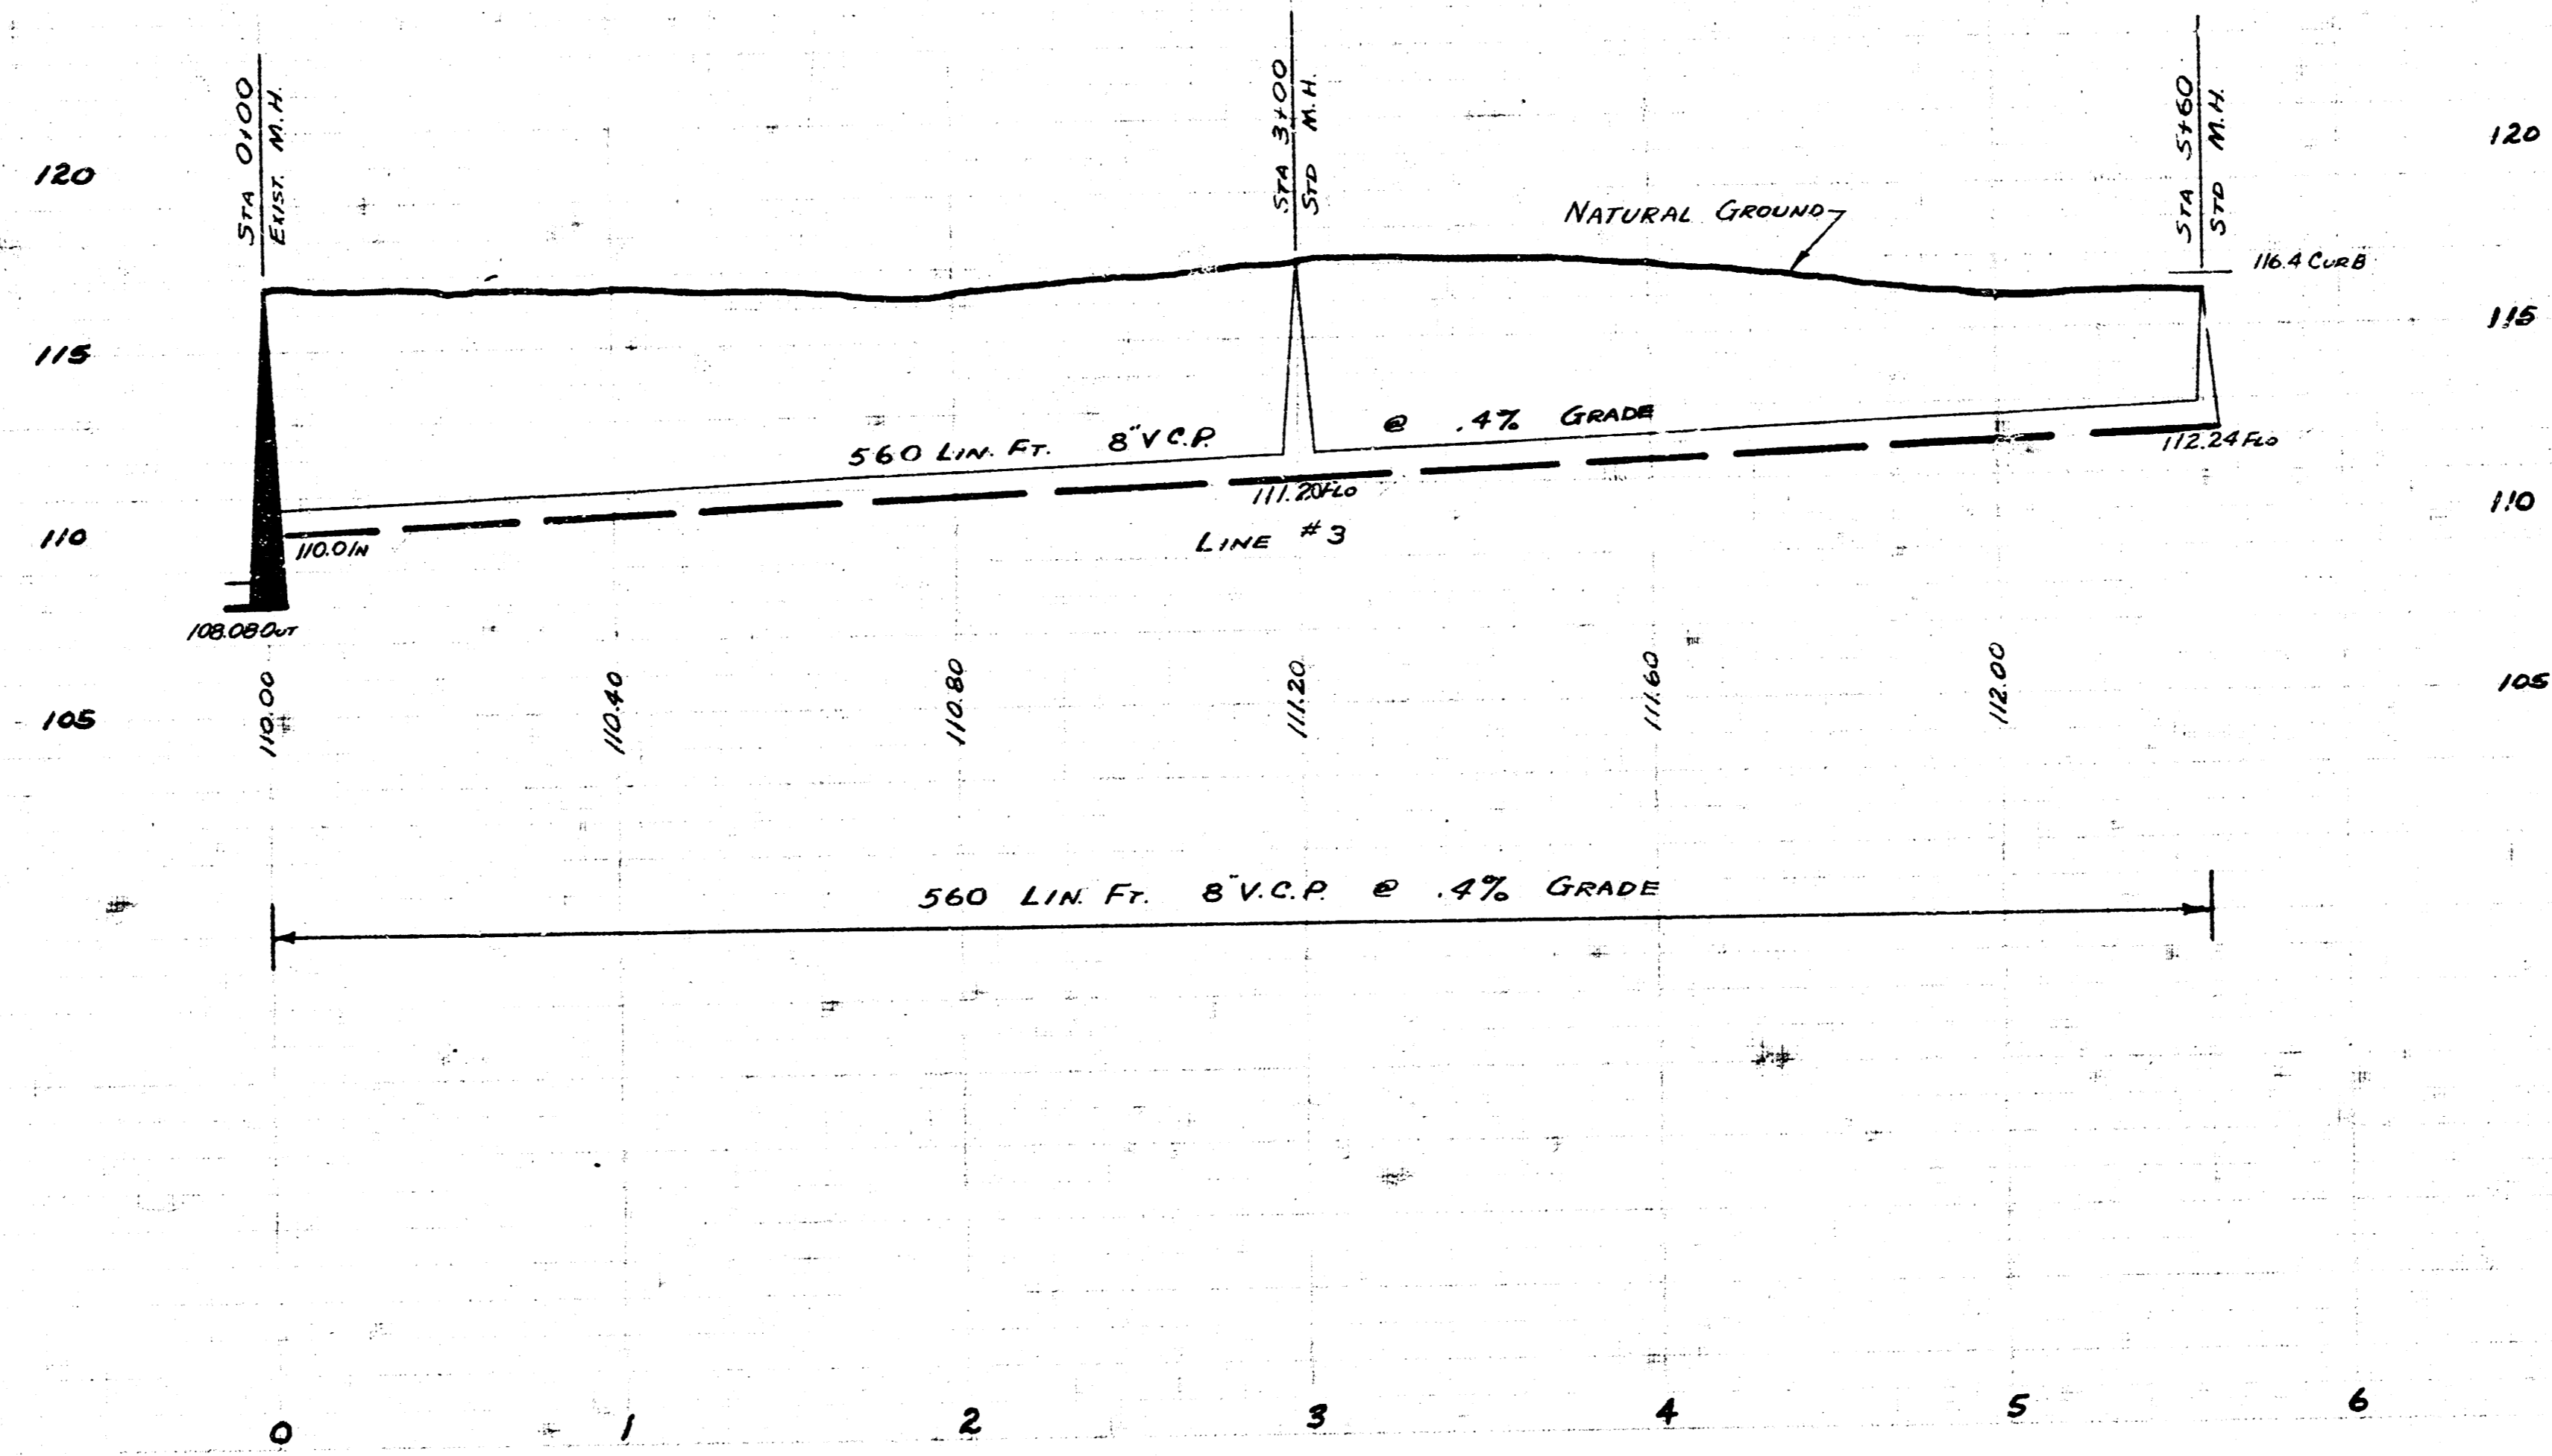 STA 0+00
EXIST. M.H.
STA 3+00
STD M.H.
STA 5+60
STD M.H.
120
120
NATURAL GROUND
116.4 CURB
115
115
560 LIN. FT. 8" V.C.P. @ .4% GRADE
112.24 FLO
111.20 FLO
110
110
110.0 IN
LINE #3
108.08 OUT
105
105
110.00
110.40
110.80
111.20
111.60
112.00
560 LIN. FT. 8" V.C.P. @ .4% GRADE
0 1 2 3 4 5 6